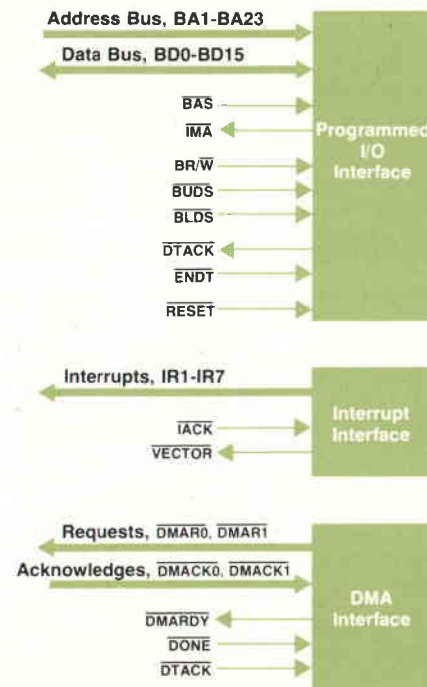 Address Bus, BA1-BA23
Data Bus, BD0-BD15
BAS
IMA
BR/W
BUDS
BLDS
DTACK
ENDT
RESET
Programmed
I/O
Interface
Interrupts, IR1-IR7
IACK
VECTOR
Interrupt
Interface
Requests, DMAR0, DMAR1
Acknowledges, DMACK0, DMACK1
DMARDY
DONE
DTACK
DMA
Interface